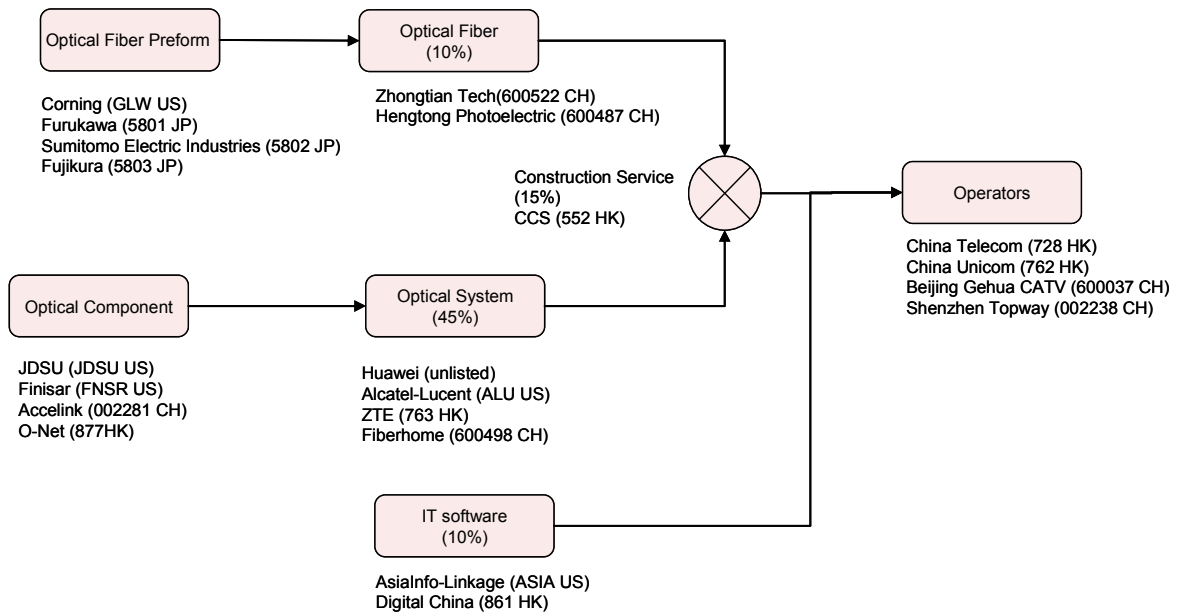 Optical Fiber Preform
Corning (GLW US)
Furukawa (5801 JP)
Sumitomo Electric Industries (5802 JP)
Fujikura (5803 JP)
Optical Fiber
(10%)
Zhongtian Tech(600522 CH)
Hengtong Photoelectric (600487 CH)
Construction Service
(15%)
CCS (552 HK)
Operators
China Telecom (728 HK)
China Unicom (762 HK)
Beijing Gehua CATV (600037 CH)
Shenzhen Topway (002238 CH)
Optical Component
JDSU (JDSU US)
Finisar (FNSR US)
Accelink (002281 CH)
O-Net (877HK)
Optical System
(45%)
Huawei (unlisted)
Alcatel-Lucent (ALU US)
ZTE (763 HK)
Fiberhome (600498 CH)
IT software
(10%)
AsiaInfo-Linkage (ASIA US)
Digital China (861 HK)